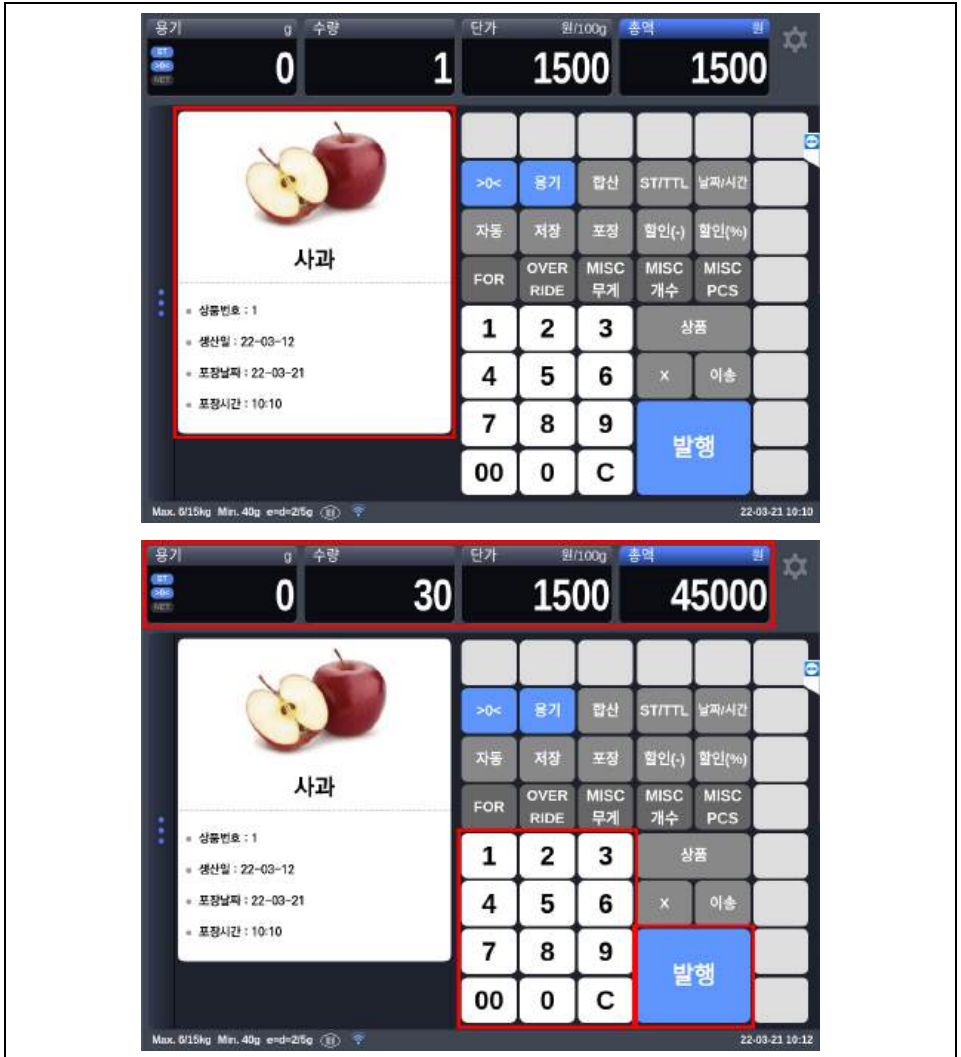 용기 g 수량 단가 원/100g 총액 원
ST
>0<
NET
0 1 1500 1500
사과
상품번호 : 1
생산일 : 22-03-12
포장날짜 : 22-03-21
포장시간 : 10:10
>0< 용기 합산 ST/TTL 날짜/시간
자동 저장 포장 할인(-) 할인(%)
FOR OVER RIDE MISC 무게 MISC 개수 MISC PCS
1 2 3 상품
4 5 6 X 이송
7 8 9 발행
00 0 C
Max. 6/15kg Min. 40g e=d=2/5g III 22-03-21 10:10
용기 g 수량 단가 원/100g 총액 원
ST
>0<
NET
0 30 1500 45000
사과
상품번호 : 1
생산일 : 22-03-12
포장날짜 : 22-03-21
포장시간 : 10:10
>0< 용기 합산 ST/TTL 날짜/시간
자동 저장 포장 할인(-) 할인(%)
FOR OVER RIDE MISC 무게 MISC 개수 MISC PCS
1 2 3 상품
4 5 6 X 이송
7 8 9 발행
00 0 C
Max. 6/15kg Min. 40g e=d=2/5g III 22-03-21 10:12